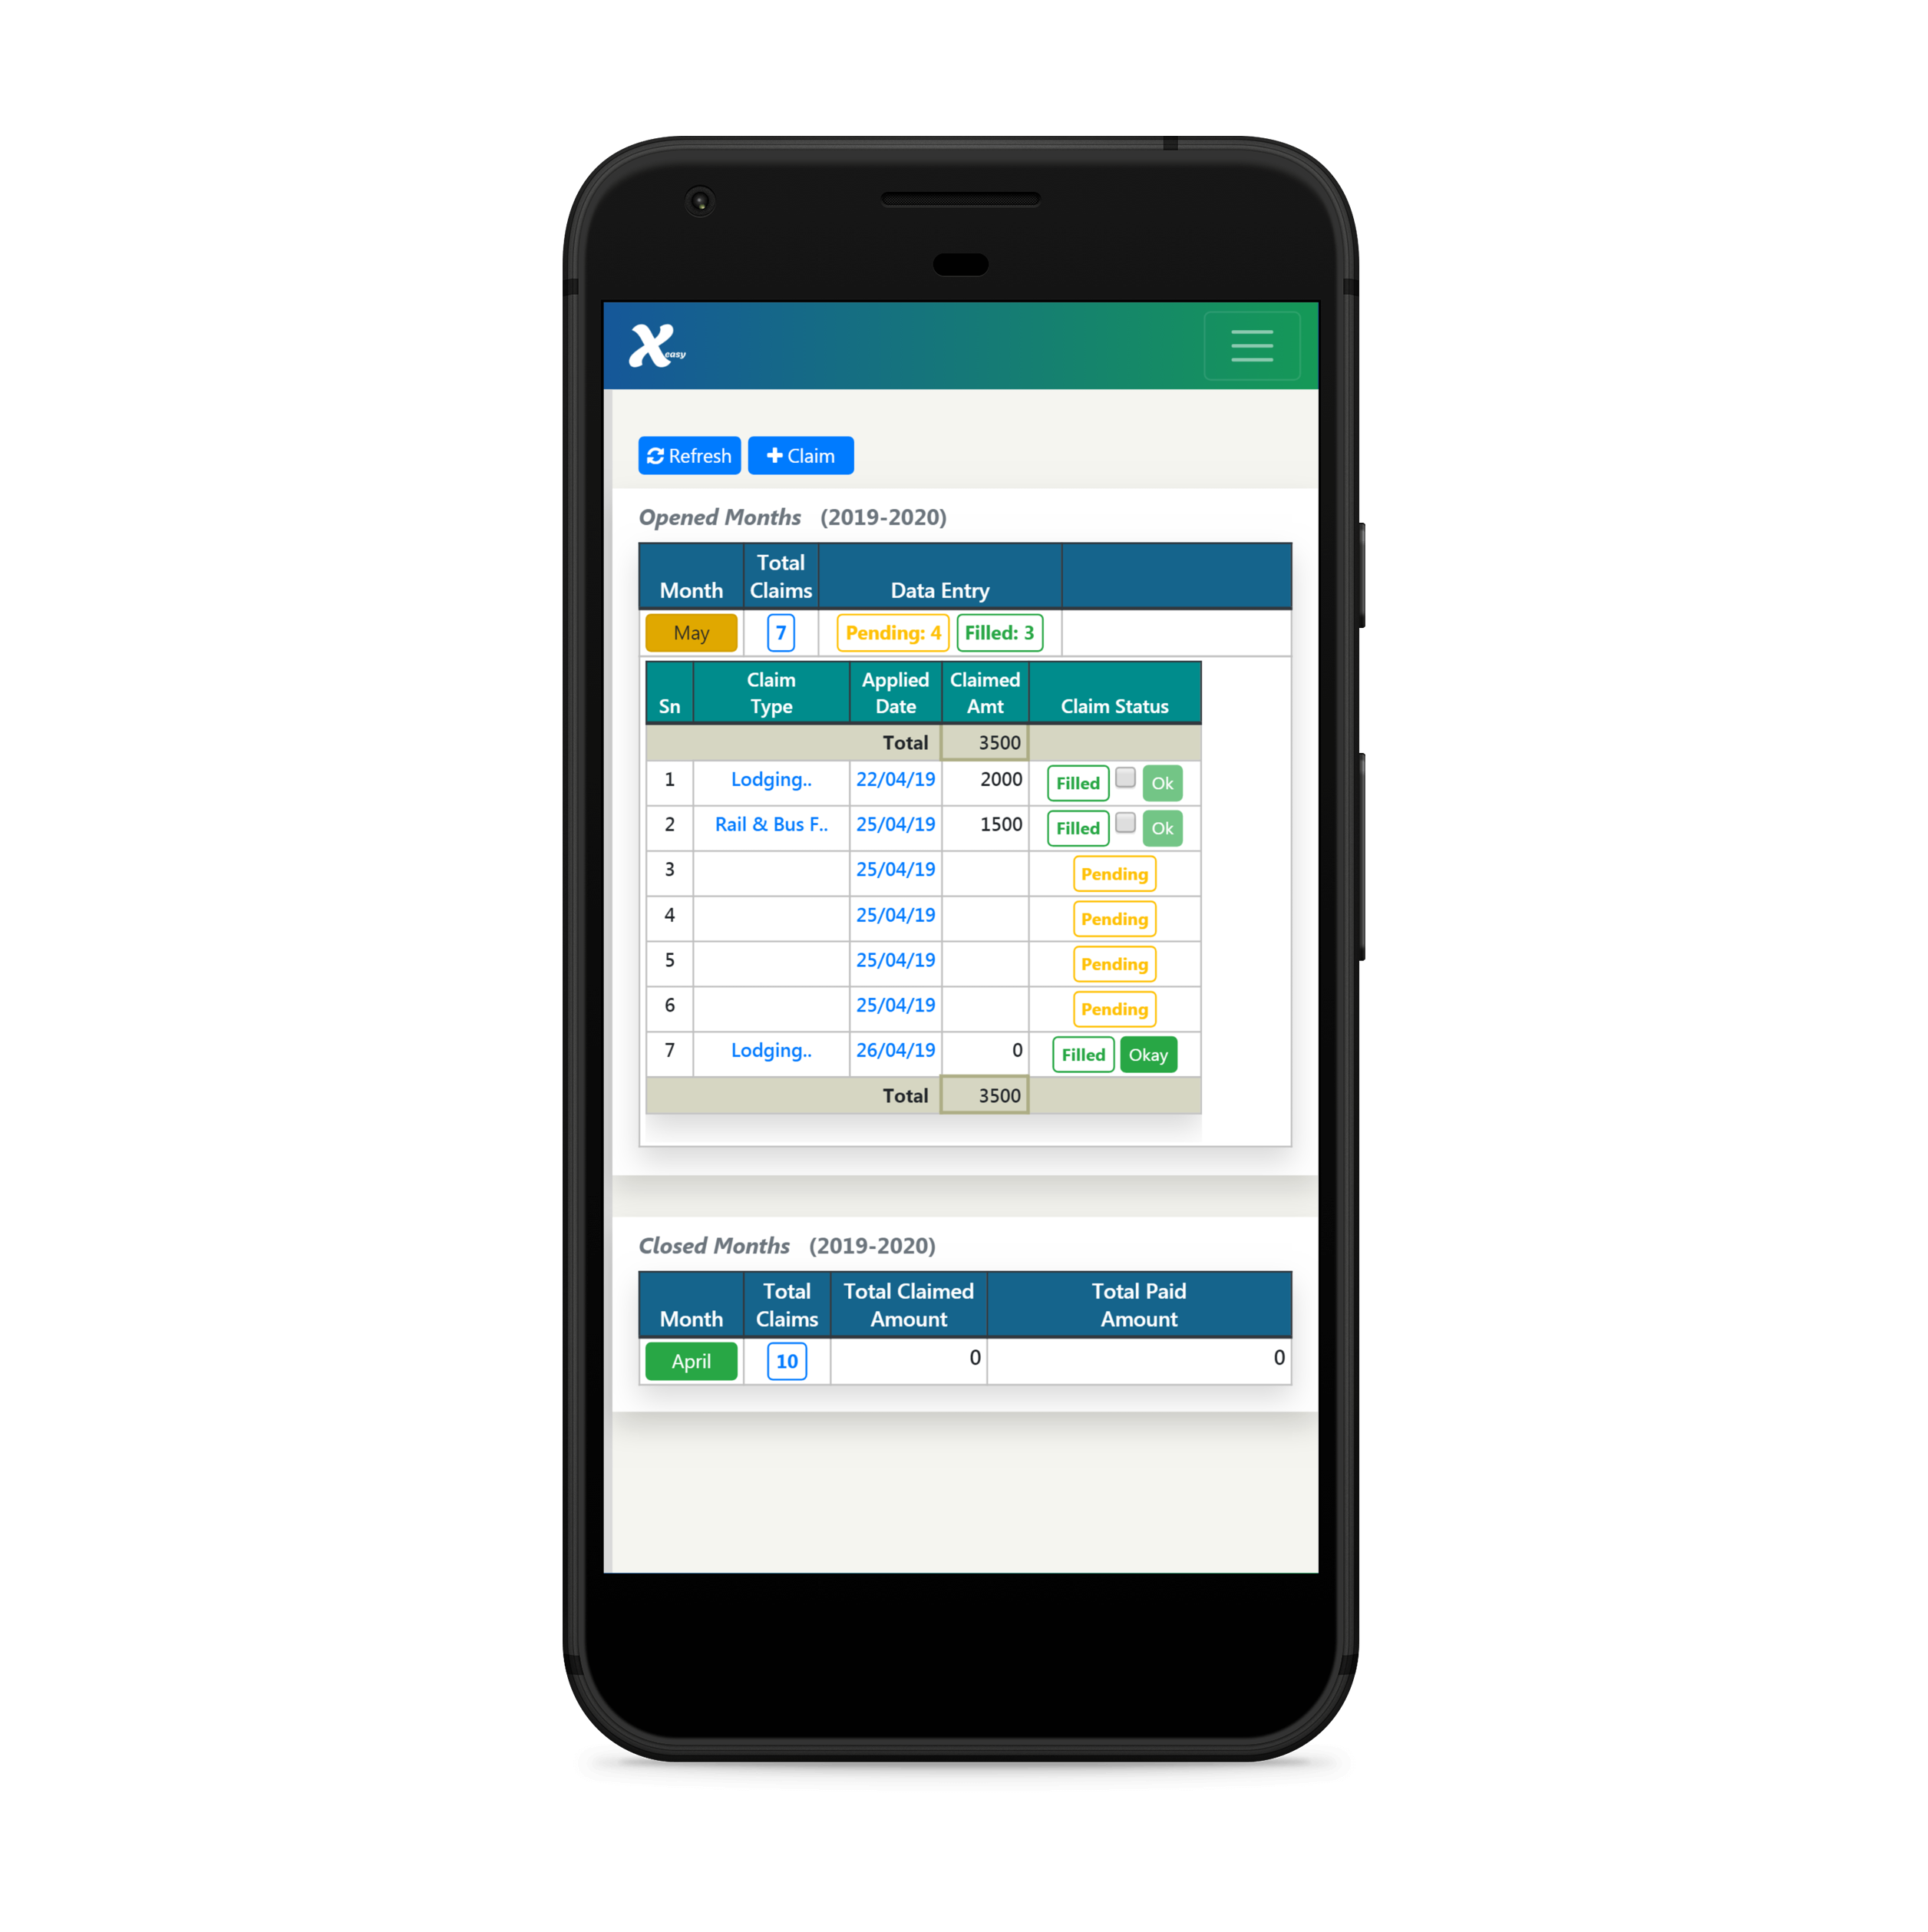 X easy
Refresh Claim
Opened Months (2019-2020)
Month Total Claims Data Entry
May 7 Pending: 4 Filled: 3
Sn Claim Type Applied Date Claimed Amt Claim Status
Total 3500
1 Lodging.. 22/04/19 2000 Filled Ok
2 Rail & Bus F.. 25/04/19 1500 Filled Ok
3 25/04/19 Pending
4 25/04/19 Pending
5 25/04/19 Pending
6 25/04/19 Pending
7 Lodging.. 26/04/19 0 Filled Okay
Total 3500
Closed Months (2019-2020)
Month Total Claims Total Claimed Amount Total Paid Amount
April 10 0 0